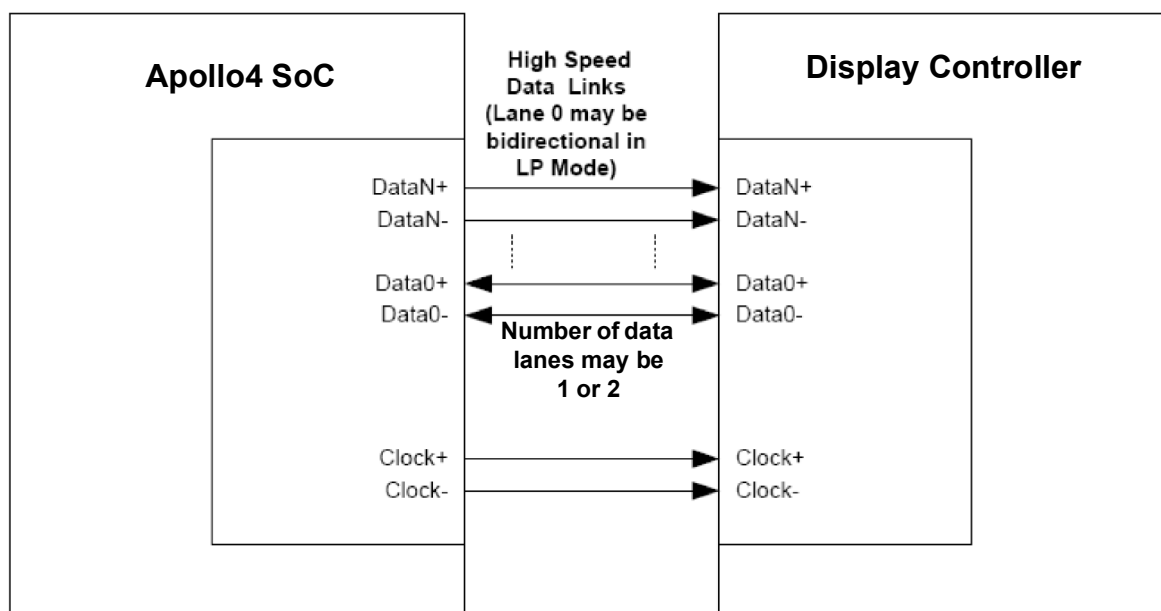 Apollo4 SoC
High Speed
Data Links
(Lane 0 may be
bidirectional in
LP Mode)
Display Controller
DataN+
DataN-
Data0+
Data0-
DataN+
DataN-
Data0+
Data0-
Number of data
lanes may be
1 or 2
Clock+
Clock-
Clock+
Clock-